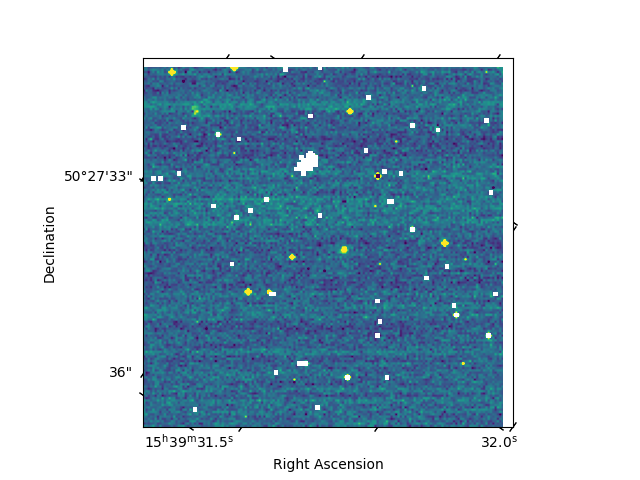 50°27'33"
Declination
36"
15ʰ39ᵐ31.5ˢ
32.0ˢ
Right Ascension